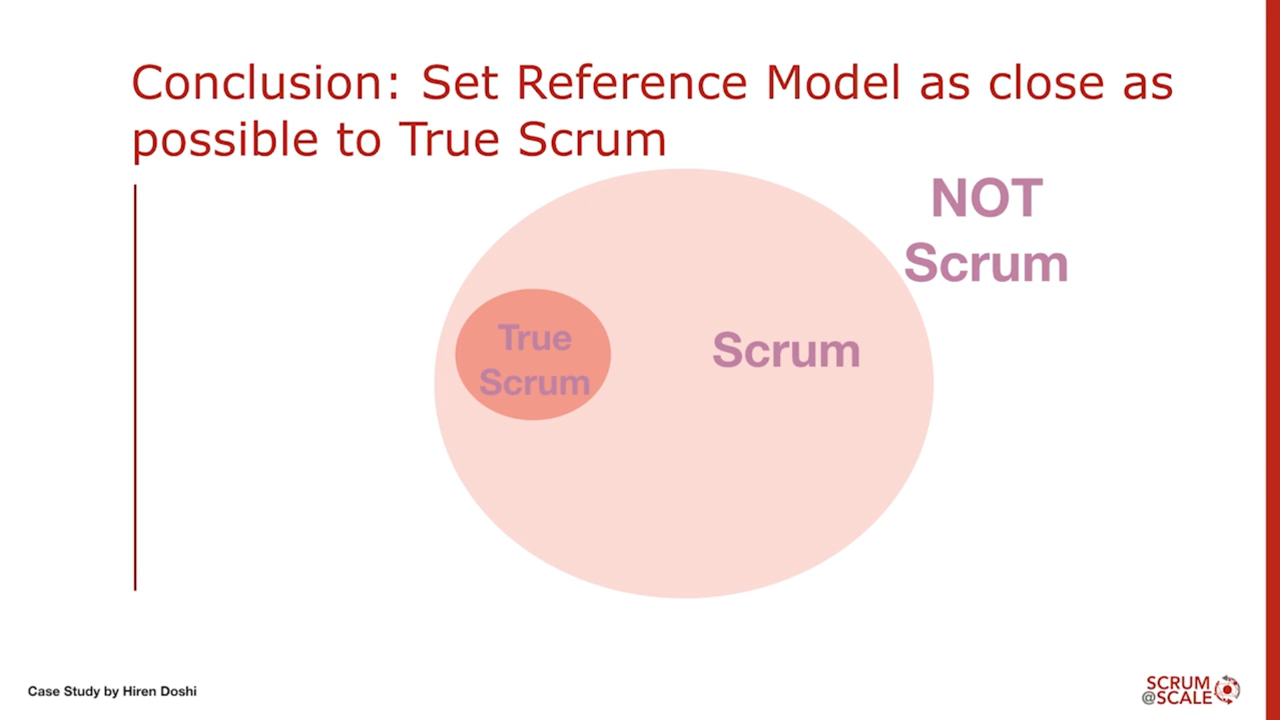 Conclusion: Set Reference Model as close as
possible to True Scrum
NOT
Scrum
True
Scrum
Scrum
Case Study by Hiren Doshi
SCRUM
@SCALE